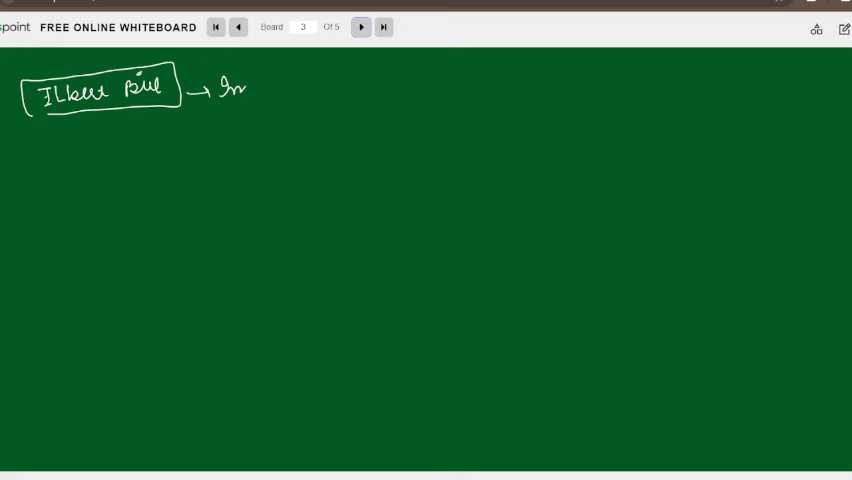 spoint FREE ONLINE WHITEBOARD Board 3 Of 5
Ilbert Bill → In